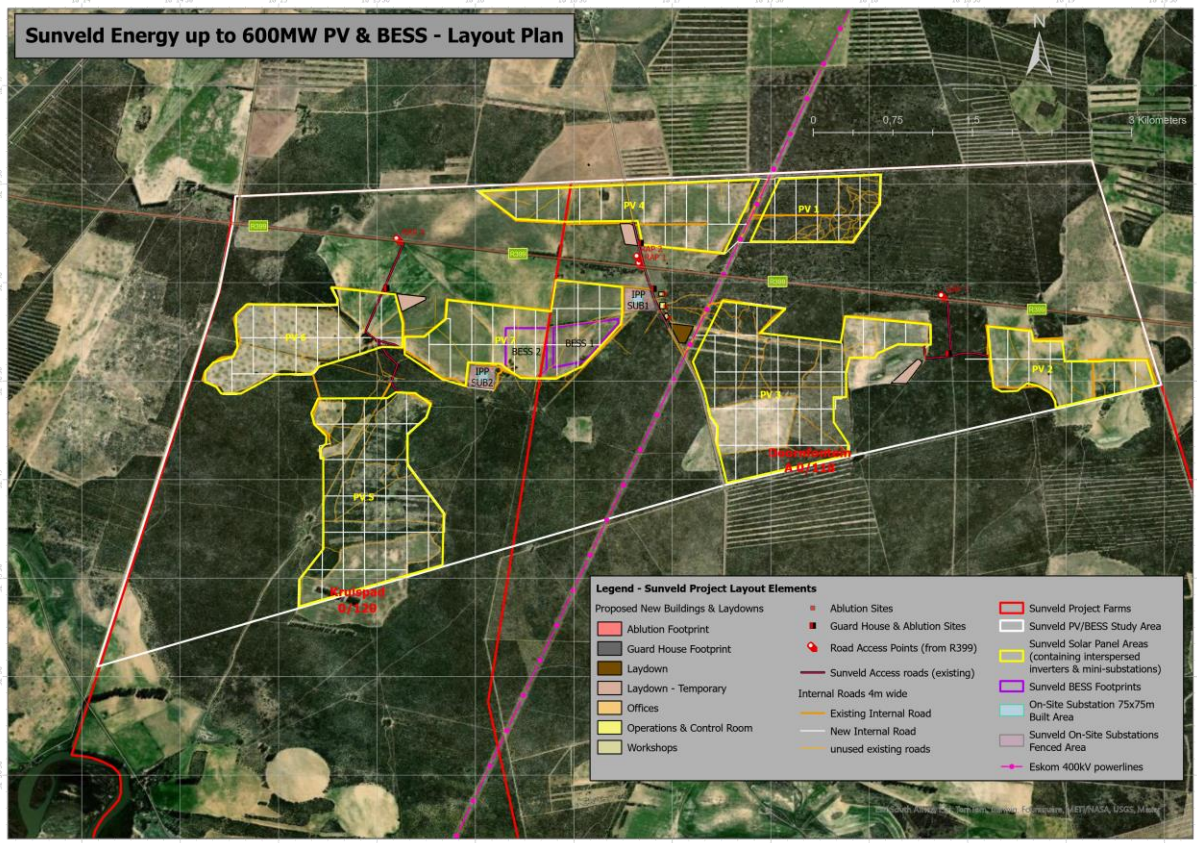 Sunveld Energy up to 600MW PV & BESS - Layout Plan
N
0 0,75 1,5 3 Kilometers
PV 4
PV 1
R399
R399
R399
R399
IPP
SUB1
PV 6
PV 7
BESS 2
BESS 1
IPP
SUB2
PV 2
PV 3
PV 5
Kruispad
0/120
Legend - Sunveld Project Layout Elements
Proposed New Buildings & Laydowns
Ablution Footprint
Guard House Footprint
Laydown
Laydown - Temporary
Offices
Operations & Control Room
Workshops
Ablution Sites
Guard House & Ablution Sites
Road Access Points (from R399)
Sunveld Access roads (existing)
Internal Roads 4m wide
Existing Internal Road
New Internal Road
unused existing roads
Sunveld Project Farms
Sunveld PV/BESS Study Area
Sunveld Solar Panel Areas
(containing interspersed
inverters & mini-substations)
Sunveld BESS Footprints
On-Site Substation 75x75m
Built Area
Sunveld On-Site Substations
Fenced Area
Eskom 400kV powerlines